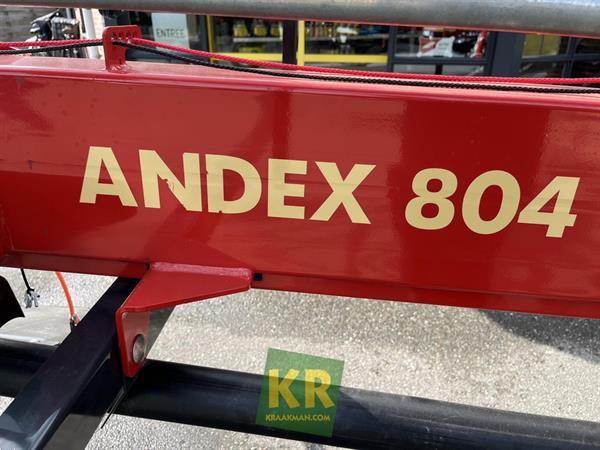 ENTREE
ANDEX 804
KR
KRAAKMAN.COM